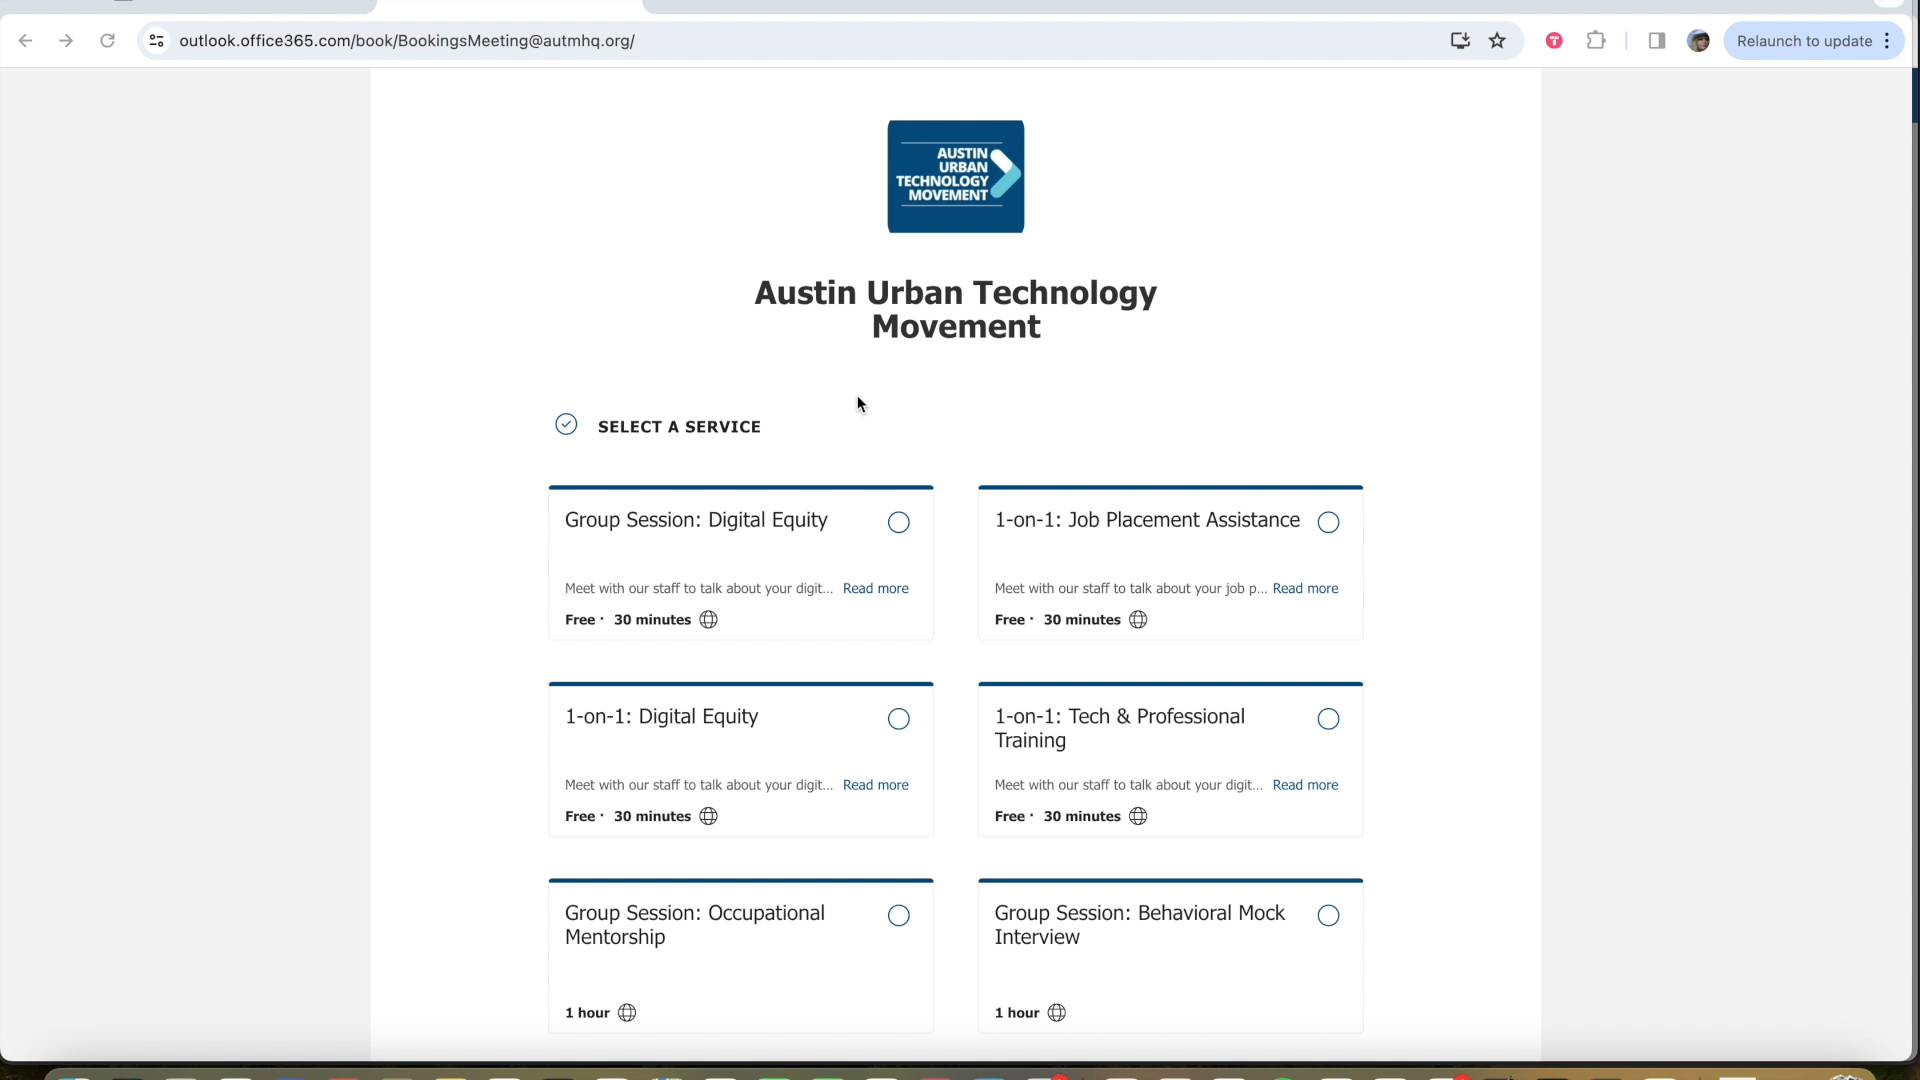 outlook.office365.com/book/BookingsMeeting@autmhq.org/
Relaunch to update
AUSTIN
URBAN
TECHNOLOGY
MOVEMENT
Austin Urban Technology
Movement
SELECT A SERVICE
Group Session: Digital Equity
Meet with our staff to talk about your digit... Read more
Free · 30 minutes
1-on-1: Job Placement Assistance
Meet with our staff to talk about your job p... Read more
Free · 30 minutes
1-on-1: Digital Equity
Meet with our staff to talk about your digit... Read more
Free · 30 minutes
1-on-1: Tech & Professional
Training
Meet with our staff to talk about your digit... Read more
Free · 30 minutes
Group Session: Occupational
Mentorship
1 hour
Group Session: Behavioral Mock
Interview
1 hour